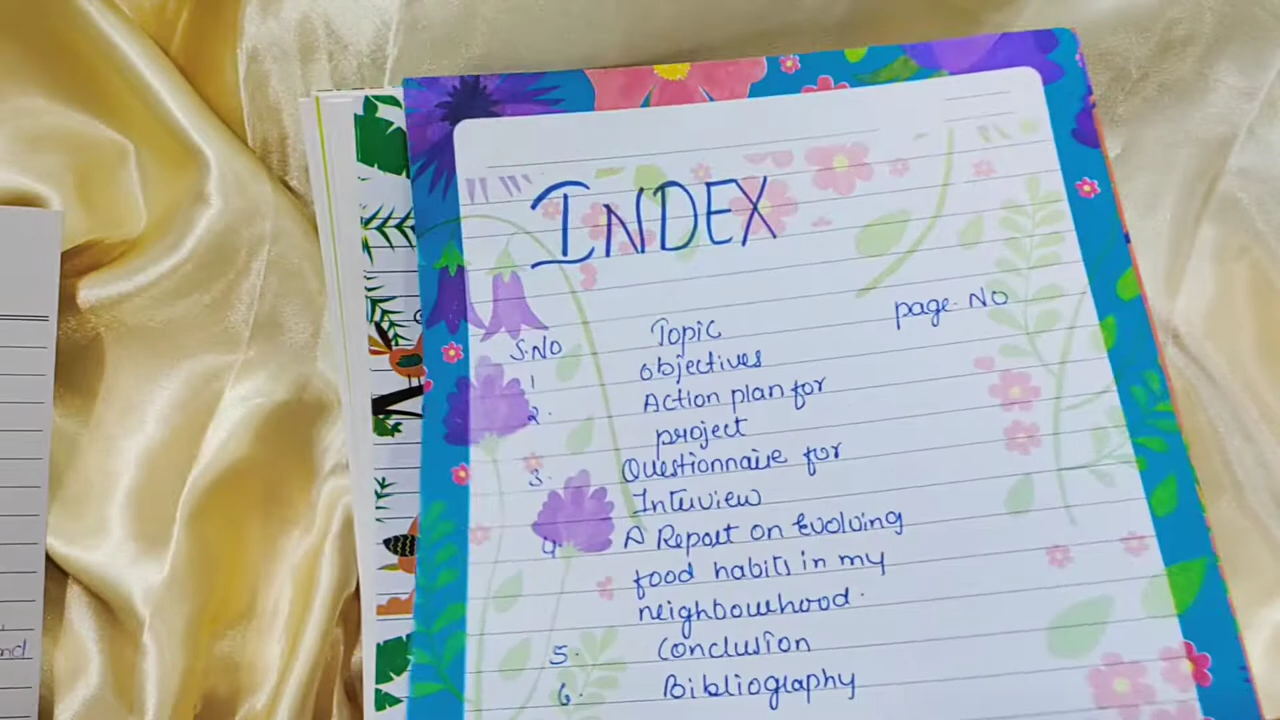 INDEX
S.No Topic page No
1 objectives
2. Action plan for
project
3. Questionnaire for
Interview
4. A Report on Evolving
food habits in my
neighbourhood.
5. Conclusion
6. Bibliography
nd